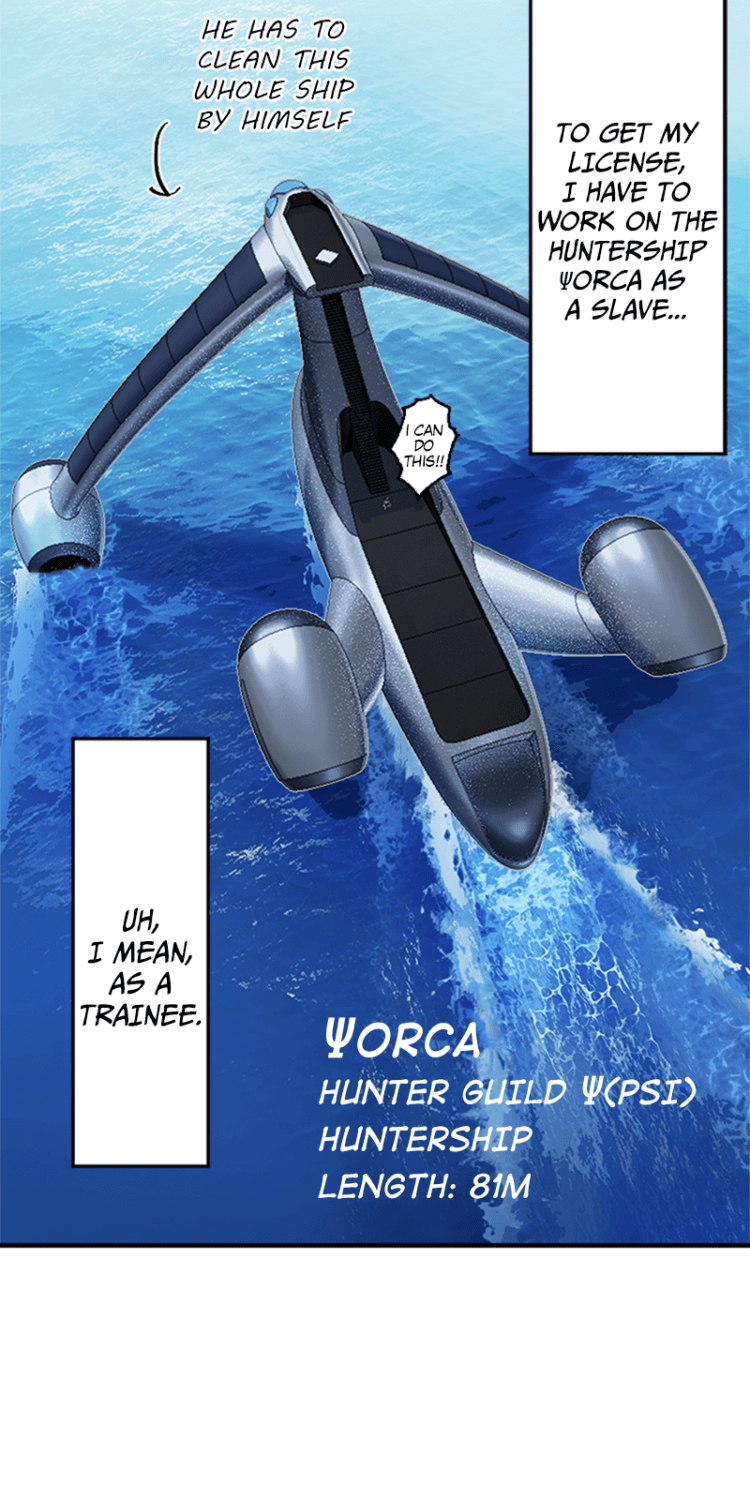 HE HAS TO
CLEAN THIS
WHOLE SHIP
BY HIMSELF
TO GET MY
LICENSE,
I HAVE TO
WORK ON THE
HUNTERSHIP
ΨORCA AS
A SLAVE...
I CAN
DO
THIS!!
UH,
I MEAN,
AS A
TRAINEE.
ΨORCA
HUNTER GUILD Ψ(PSI)
HUNTERSHIP
LENGTH: 81M